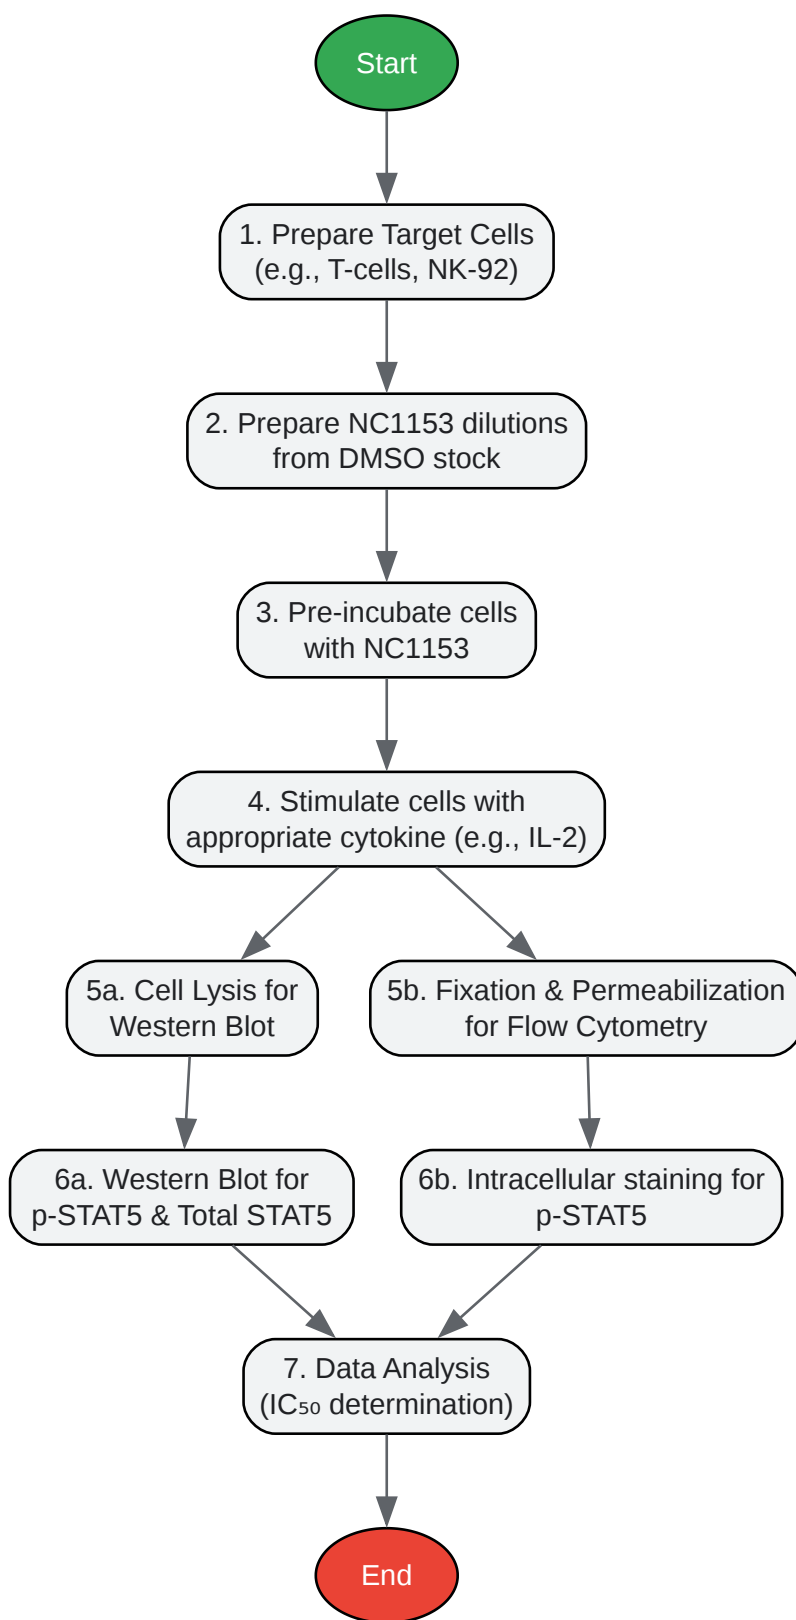 Start
1. Prepare Target Cells
(e.g., T-cells, NK-92)
2. Prepare NC1153 dilutions
from DMSO stock
3. Pre-incubate cells
with NC1153
4. Stimulate cells with
appropriate cytokine (e.g., IL-2)
5a. Cell Lysis for
Western Blot
5b. Fixation & Permeabilization
for Flow Cytometry
6a. Western Blot for
p-STAT5 & Total STAT5
6b. Intracellular staining for
p-STAT5
7. Data Analysis
(IC₅₀ determination)
End